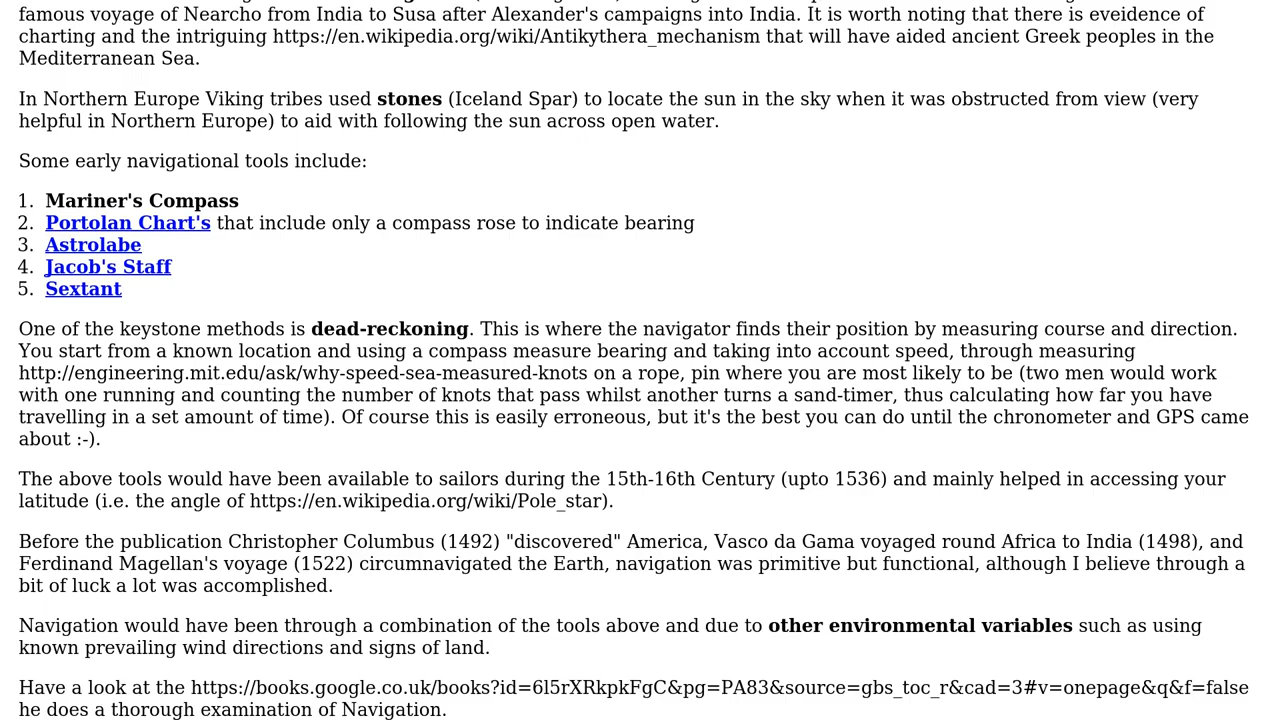 famous voyage of Nearcho from India to Susa after Alexander's campaigns into India. It is worth noting that there is eveidence of
charting and the intriguing https://en.wikipedia.org/wiki/Antikythera_mechanism that will have aided ancient Greek peoples in the
Mediterranean Sea.
In Northern Europe Viking tribes used stones (Iceland Spar) to locate the sun in the sky when it was obstructed from view (very
helpful in Northern Europe) to aid with following the sun across open water.
Some early navigational tools include:
1. Mariner's Compass
2. Portolan Chart's that include only a compass rose to indicate bearing
3. Astrolabe
4. Jacob's Staff
5. Sextant
One of the keystone methods is dead-reckoning. This is where the navigator finds their position by measuring course and direction.
You start from a known location and using a compass measure bearing and taking into account speed, through measuring
http://engineering.mit.edu/ask/why-speed-sea-measured-knots on a rope, pin where you are most likely to be (two men would work
with one running and counting the number of knots that pass whilst another turns a sand-timer, thus calculating how far you have
travelling in a set amount of time). Of course this is easily erroneous, but it's the best you can do until the chronometer and GPS came
about :-).
The above tools would have been available to sailors during the 15th-16th Century (upto 1536) and mainly helped in accessing your
latitude (i.e. the angle of https://en.wikipedia.org/wiki/Pole_star).
Before the publication Christopher Columbus (1492) "discovered" America, Vasco da Gama voyaged round Africa to India (1498), and
Ferdinand Magellan's voyage (1522) circumnavigated the Earth, navigation was primitive but functional, although I believe through a
bit of luck a lot was accomplished.
Navigation would have been through a combination of the tools above and due to other environmental variables such as using
known prevailing wind directions and signs of land.
Have a look at the https://books.google.co.uk/books?id=6l5rXRkpkFgC&pg=PA83&source=gbs_toc_r&cad=3#v=onepage&q&f=false
he does a thorough examination of Navigation.